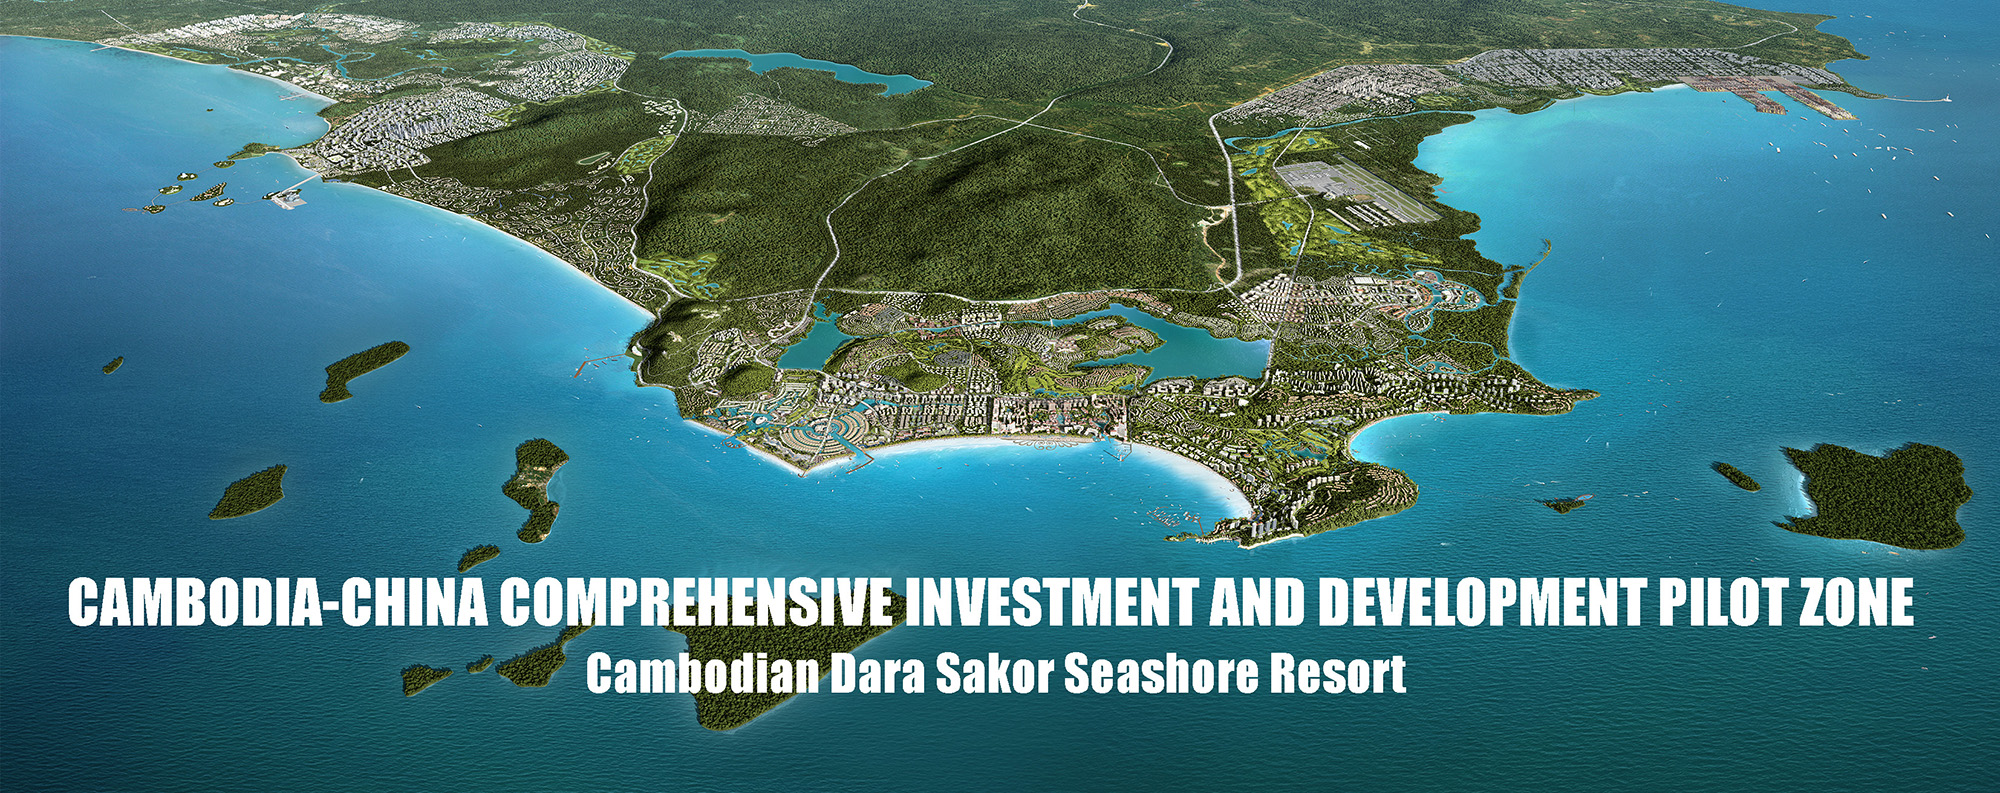 CAMBODIA-CHINA COMPREHENSIVE INVESTMENT AND DEVELOPMENT PILOT ZONE
Cambodian Dara Sakor Seashore Resort